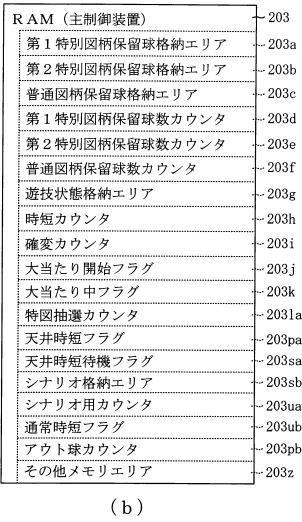 RAM（主制御装置） 203
第1特別図柄保留球格納エリア 203a
第2特別図柄保留球格納エリア 203b
普通図柄保留球格納エリア 203c
第1特別図柄保留球数カウンタ 203d
第2特別図柄保留球数カウンタ 203e
普通図柄保留球数カウンタ 203f
遊技状態格納エリア 203g
時短カウンタ 203h
確変カウンタ 203i
大当たり開始フラグ 203j
大当たり中フラグ 203k
特図抽選カウンタ 203la
天井時短フラグ 203pa
天井時短待機フラグ 203sa
シナリオ格納エリア 203sb
シナリオ用カウンタ 203ua
通常時短フラグ 203ub
アウト球カウンタ 203pb
その他メモリエリア 203z
(b)